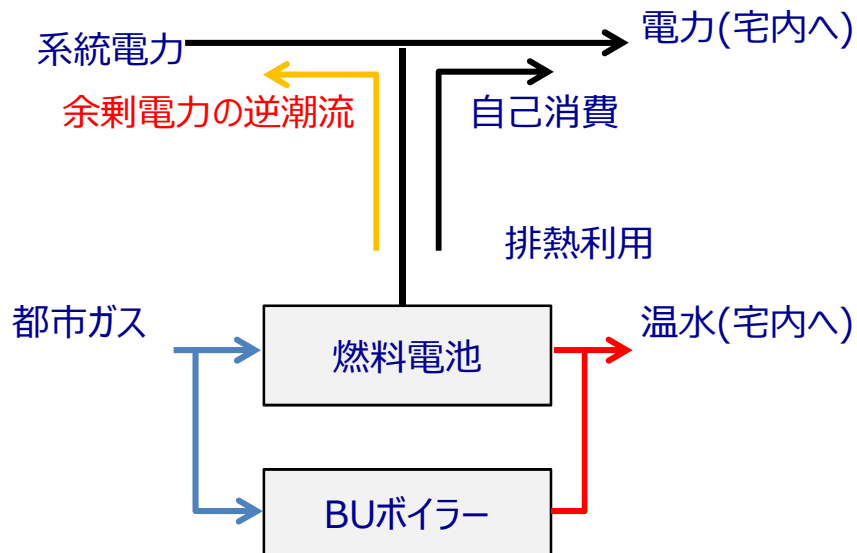 系統電力
電力(宅内へ)
余剰電力の逆潮流
自己消費
排熱利用
都市ガス
温水(宅内へ)
燃料電池
BUボイラー